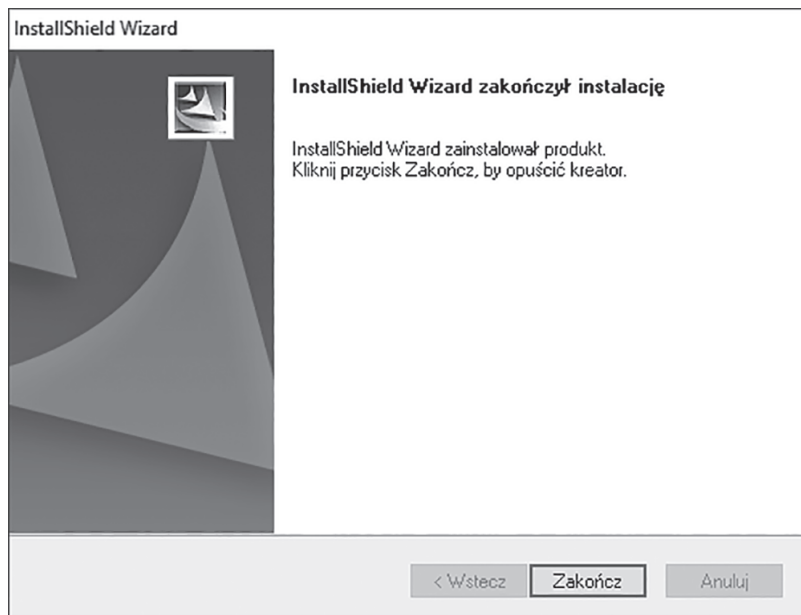 InstallShield Wizard
InstallShield Wizard zakończył instalację
InstallShield Wizard zainstalował produkt.
Kliknij przycisk Zakończ, by opuścić kreator.
< Wstecz
Zakończ
Anuluj